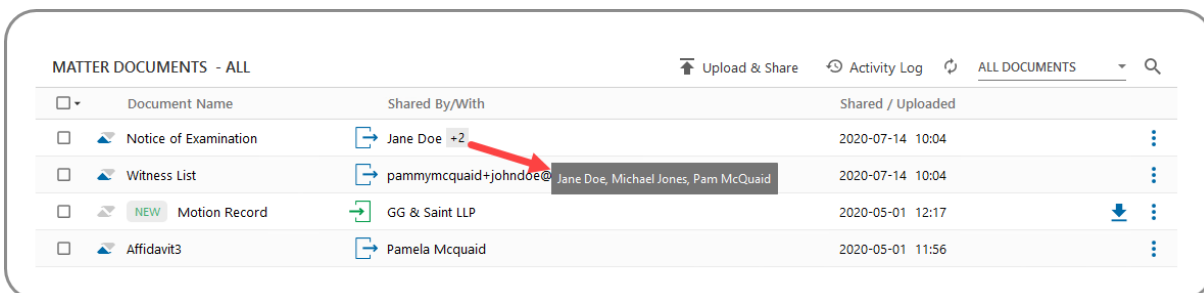 MATTER DOCUMENTS - ALL Upload & Share Activity Log ALL DOCUMENTS
Document Name Shared By/With Shared / Uploaded
Notice of Examination Jane Doe +2 2020-07-14 10:04
Witness List pammymcquaid+johndoe@ Jane Doe, Michael Jones, Pam McQuaid 2020-07-14 10:04
NEW Motion Record GG & Saint LLP 2020-05-01 12:17
Affidavit3 Pamela Mcquaid 2020-05-01 11:56